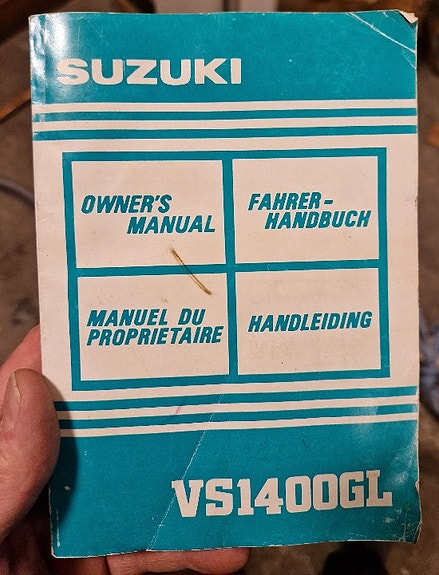 SUZUKI
OWNER'S
MANUAL
FAHRER-
HANDBUCH
MANUEL DU
PROPRIETAIRE
HANDLEIDING
VS1400GL